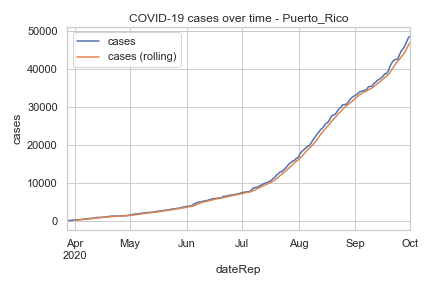 COVID-19 cases over time - Puerto_Rico
cases
cases (rolling)
50000
40000
30000
20000
10000
0
cases
Apr May Jun Jul Aug Sep Oct
2020
dateRep